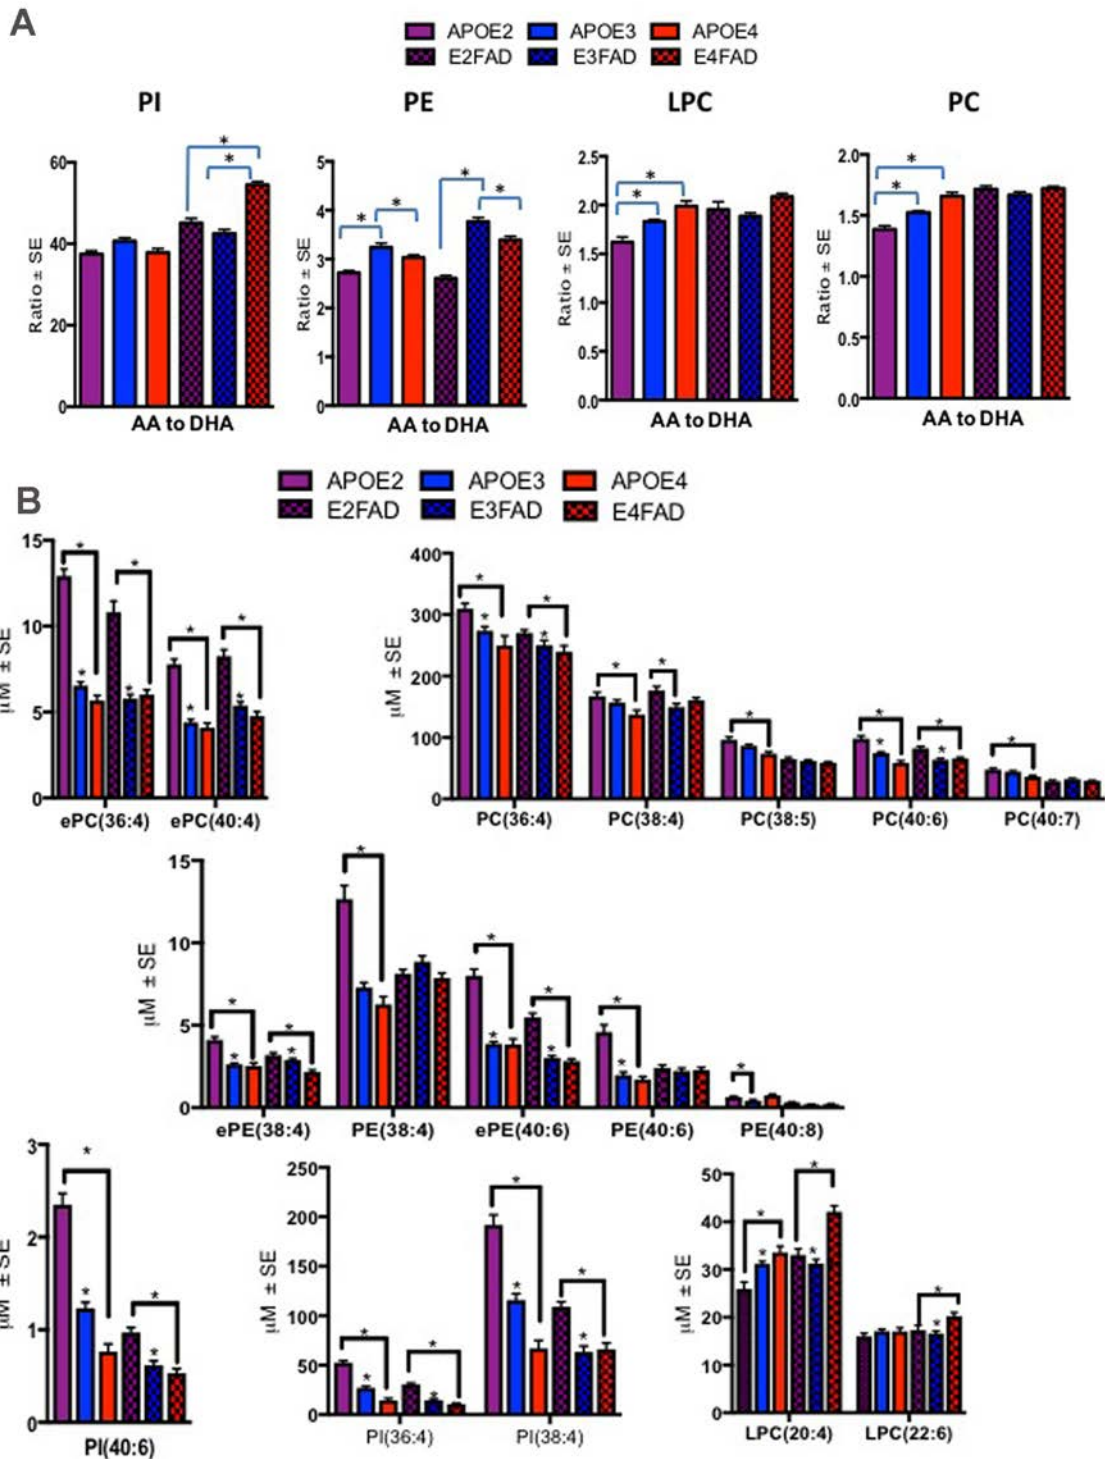 A
APOE2 APOE3 APOE4
E2FAD E3FAD E4FAD
PI PE LPC PC
Ratio ± SE
60
40
20
0
* *
AA to DHA
Ratio ± SE
5
4
3
2
1
0
* * * *
AA to DHA
Ratio ± SE
2.5
2.0
1.5
1.0
0.5
0.0
* *
AA to DHA
Ratio ± SE
2.0
1.5
1.0
0.5
0.0
* *
AA to DHA
B
APOE2 APOE3 APOE4
E2FAD E3FAD E4FAD
µM ± SE
15
10
5
0
* * * * * * * *
ePC(36:4) ePC(40:4)
µM ± SE
400
300
200
100
0
* * * * * * * * * * * *
PC(36:4) PC(38:4) PC(38:5) PC(40:6) PC(40:7)
µM ± SE
15
10
5
0
* * * * * * * * * * * * *
ePE(38:4) PE(38:4) ePE(40:6) PE(40:6) PE(40:8)
µM ± SE
3
2
1
0
* * * *
PI(40:6)
µM ± SE
250
200
150
100
50
0
* * * * * * * *
PI(36:4) PI(38:4)
µM ± SE
50
40
30
20
10
0
* * * * * *
LPC(20:4) LPC(22:6)